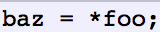 baz = *foo;